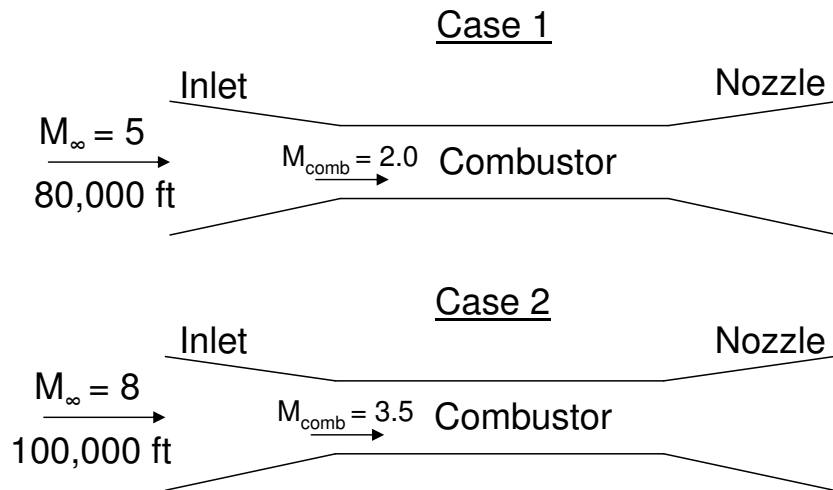 Case 1
Inlet
Nozzle
M∞ = 5
Mcomb = 2.0
Combustor
80,000 ft
Case 2
Inlet
Nozzle
M∞ = 8
Mcomb = 3.5
Combustor
100,000 ft